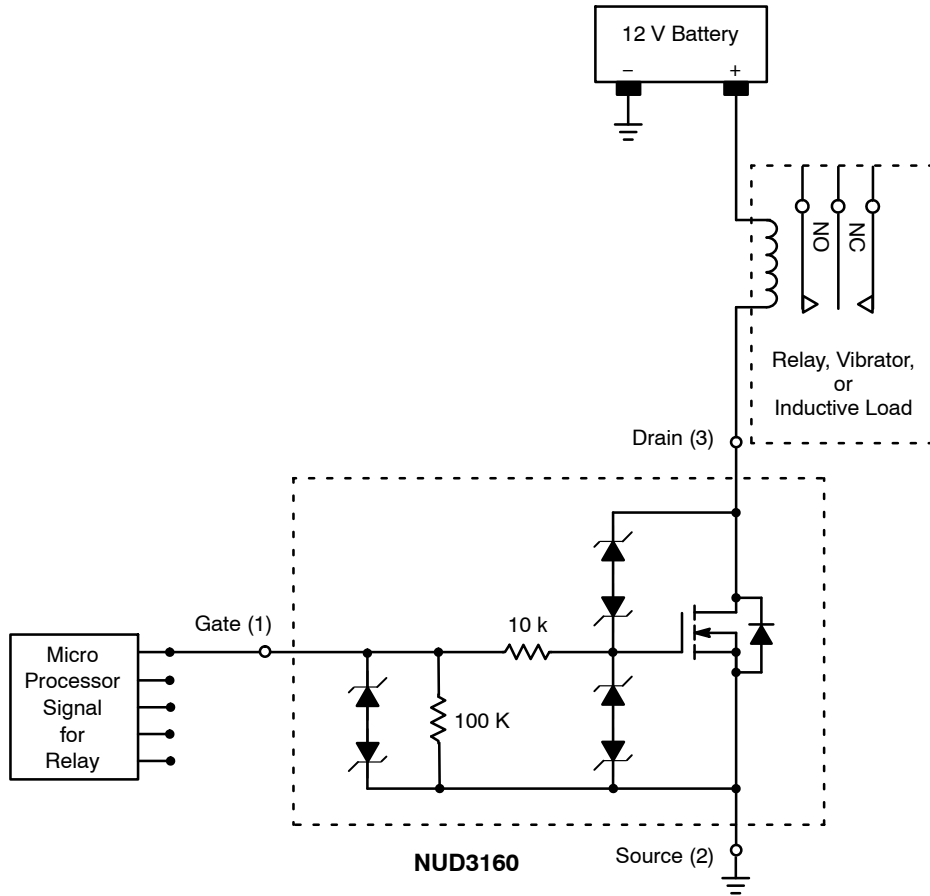 12 V Battery
− +
NO
NC
Relay, Vibrator,
or
Inductive Load
Drain (3)
Gate (1)
10 k
Micro
Processor
Signal
for
Relay
100 K
Source (2)
NUD3160